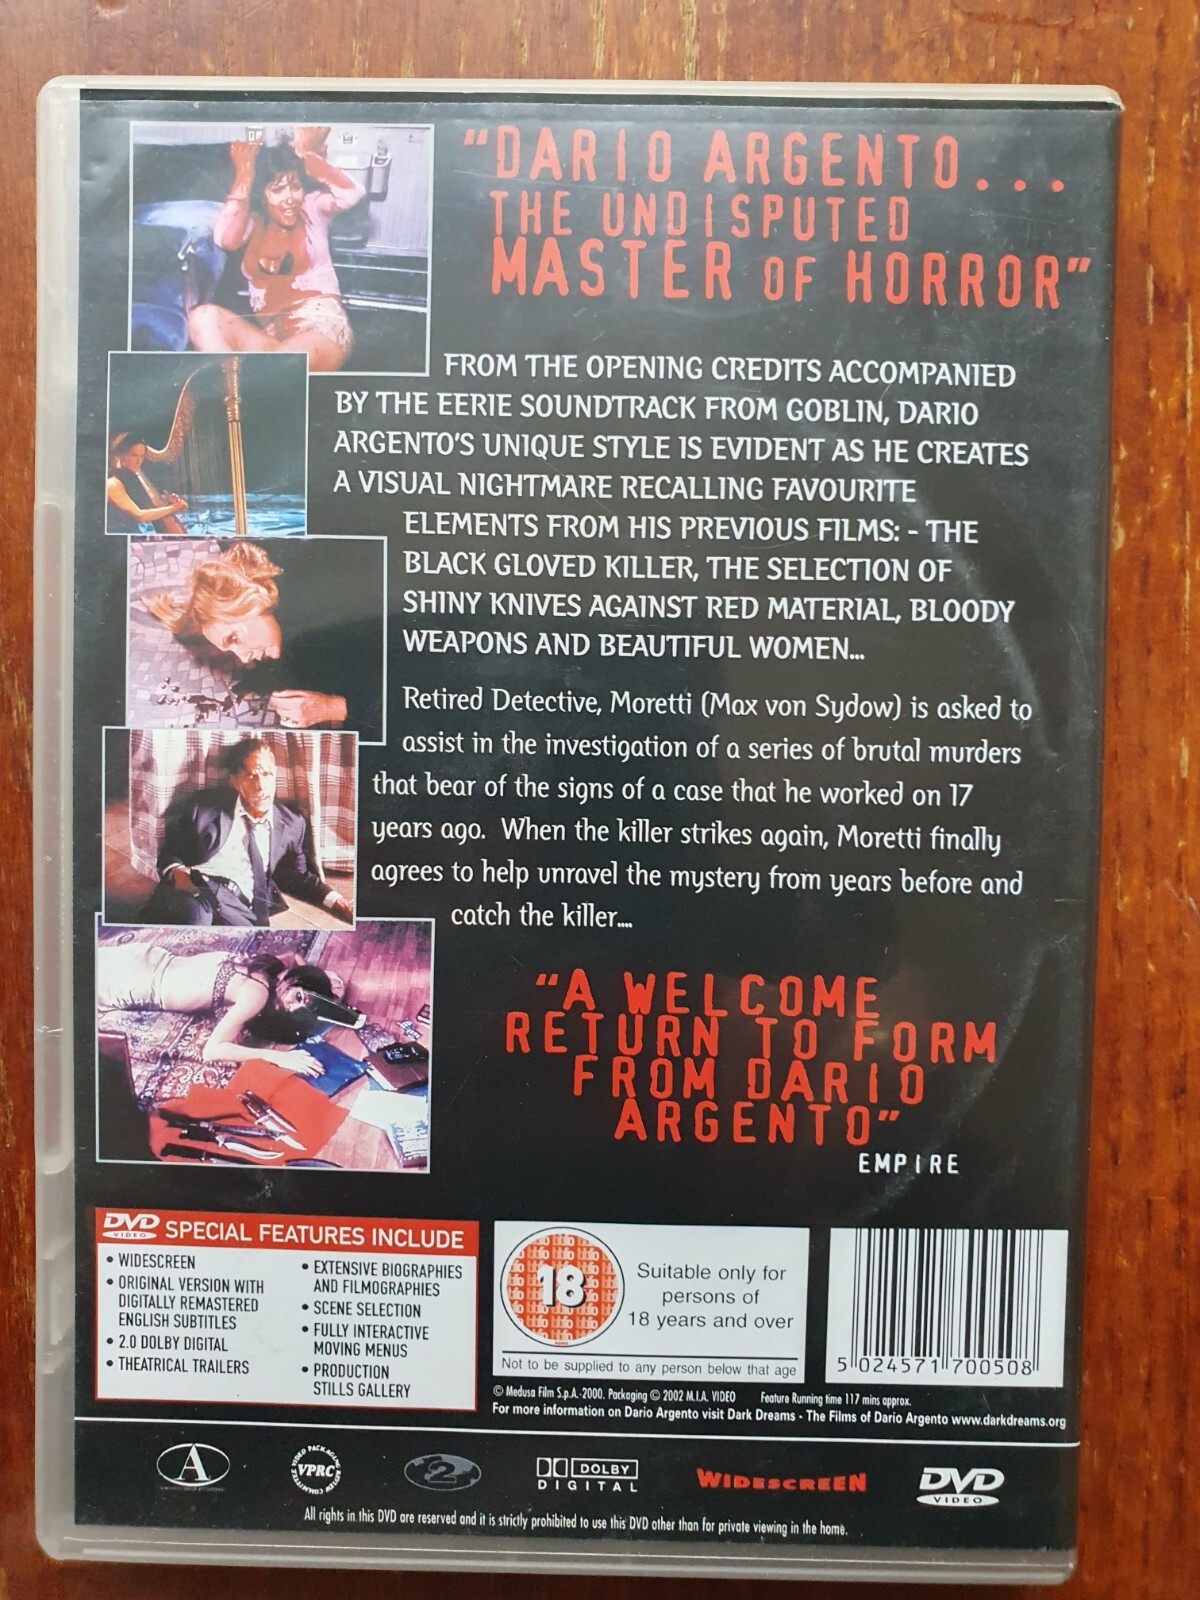 "DARIO ARGENTO...
THE UNDISPUTED
MASTER OF HORROR"
FROM THE OPENING CREDITS ACCOMPANIED
BY THE EERIE SOUNDTRACK FROM GOBLIN, DARIO
ARGENTO'S UNIQUE STYLE IS EVIDENT AS HE CREATES
A VISUAL NIGHTMARE RECALLING FAVOURITE
ELEMENTS FROM HIS PREVIOUS FILMS: - THE
BLACK GLOVED KILLER, THE SELECTION OF
SHINY KNIVES AGAINST RED MATERIAL, BLOODY
WEAPONS AND BEAUTIFUL WOMEN...
Retired Detective, Moretti (Max von Sydow) is asked to
assist in the investigation of a series of brutal murders
that bear of the signs of a case that he worked on 17
years ago. When the killer strikes again, Moretti finally
agrees to help unravel the mystery from years before and
catch the killer....
"A WELCOME
RETURN TO FORM
FROM DARIO
ARGENTO"
EMPIRE
DVD VIDEO SPECIAL FEATURES INCLUDE
• WIDESCREEN
• ORIGINAL VERSION WITH
DIGITALLY REMASTERED
ENGLISH SUBTITLES
• 2.0 DOLBY DIGITAL
• THEATRICAL TRAILERS
• EXTENSIVE BIOGRAPHIES
AND FILMOGRAPHIES
• SCENE SELECTION
• FULLY INTERACTIVE
MOVING MENUS
• PRODUCTION
STILLS GALLERY
18
Suitable only for
persons of
18 years and over
Not to be supplied to any person below that age
5 024571 700508
© Medusa Film S.p.A.-2000. Packaging © 2002 M.I.A. VIDEO Feature Running time 117 mins approx.
For more information on Dario Argento visit Dark Dreams - The Films of Dario Argento www.darkdreams.org
A
VIDEO PACKAGING REVIEW COMMITTEE
VPRC
2
DOLBY
DIGITAL
WIDESCREEN
DVD
VIDEO
All rights in this DVD are reserved and it is strictly prohibited to use this DVD other than for private viewing in the home.